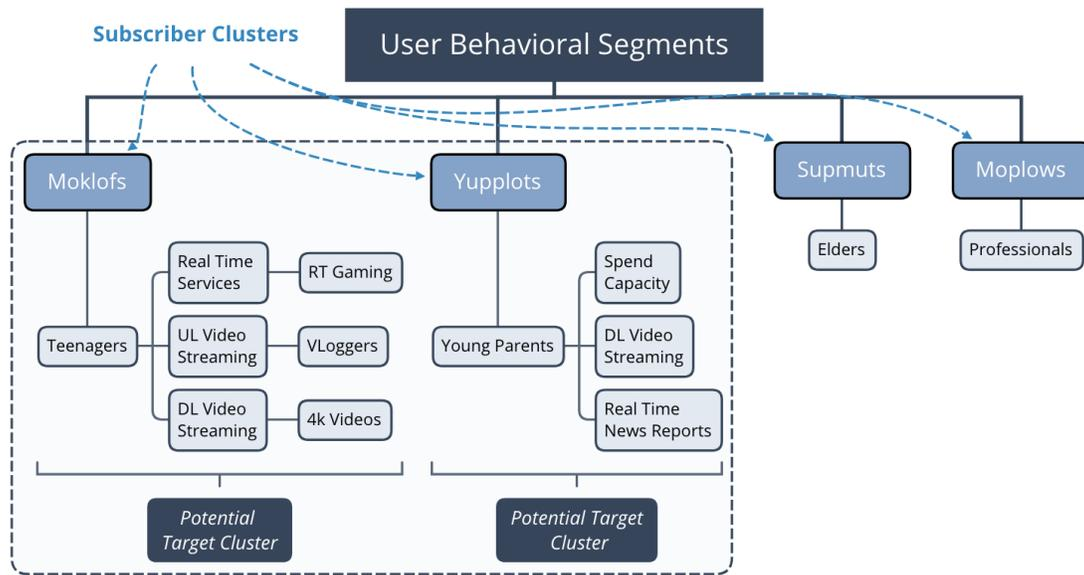 Subscriber Clusters
User Behavioral Segments
Moklofs
Yupplots
Supmuts
Moplows
Elders
Professionals
Teenagers
Real Time
Services
RT Gaming
UL Video
Streaming
VLoggers
DL Video
Streaming
4k Videos
Young Parents
Spend
Capacity
DL Video
Streaming
Real Time
News Reports
Potential
Target Cluster
Potential Target
Cluster